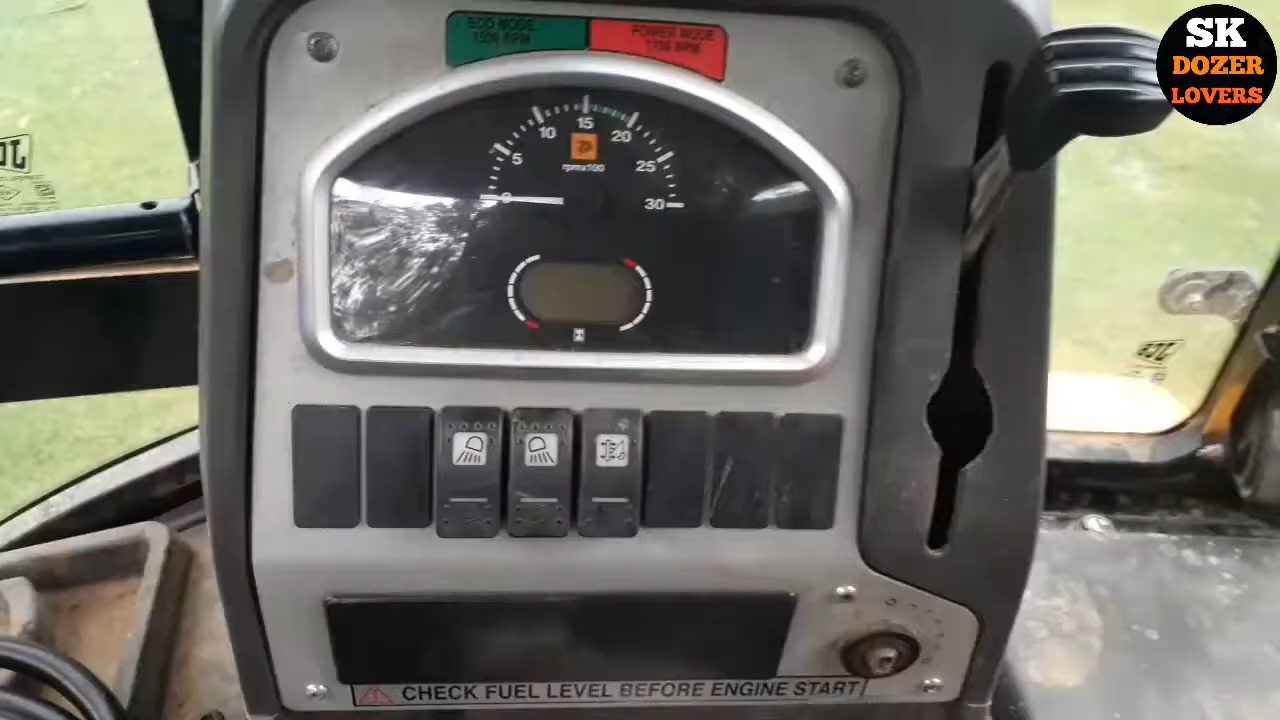 SK
DOZER
LOVERS
ECO MODE
POWER MODE
0
5
10
15
20
25
30
rpmx100
CHECK FUEL LEVEL BEFORE ENGINE START